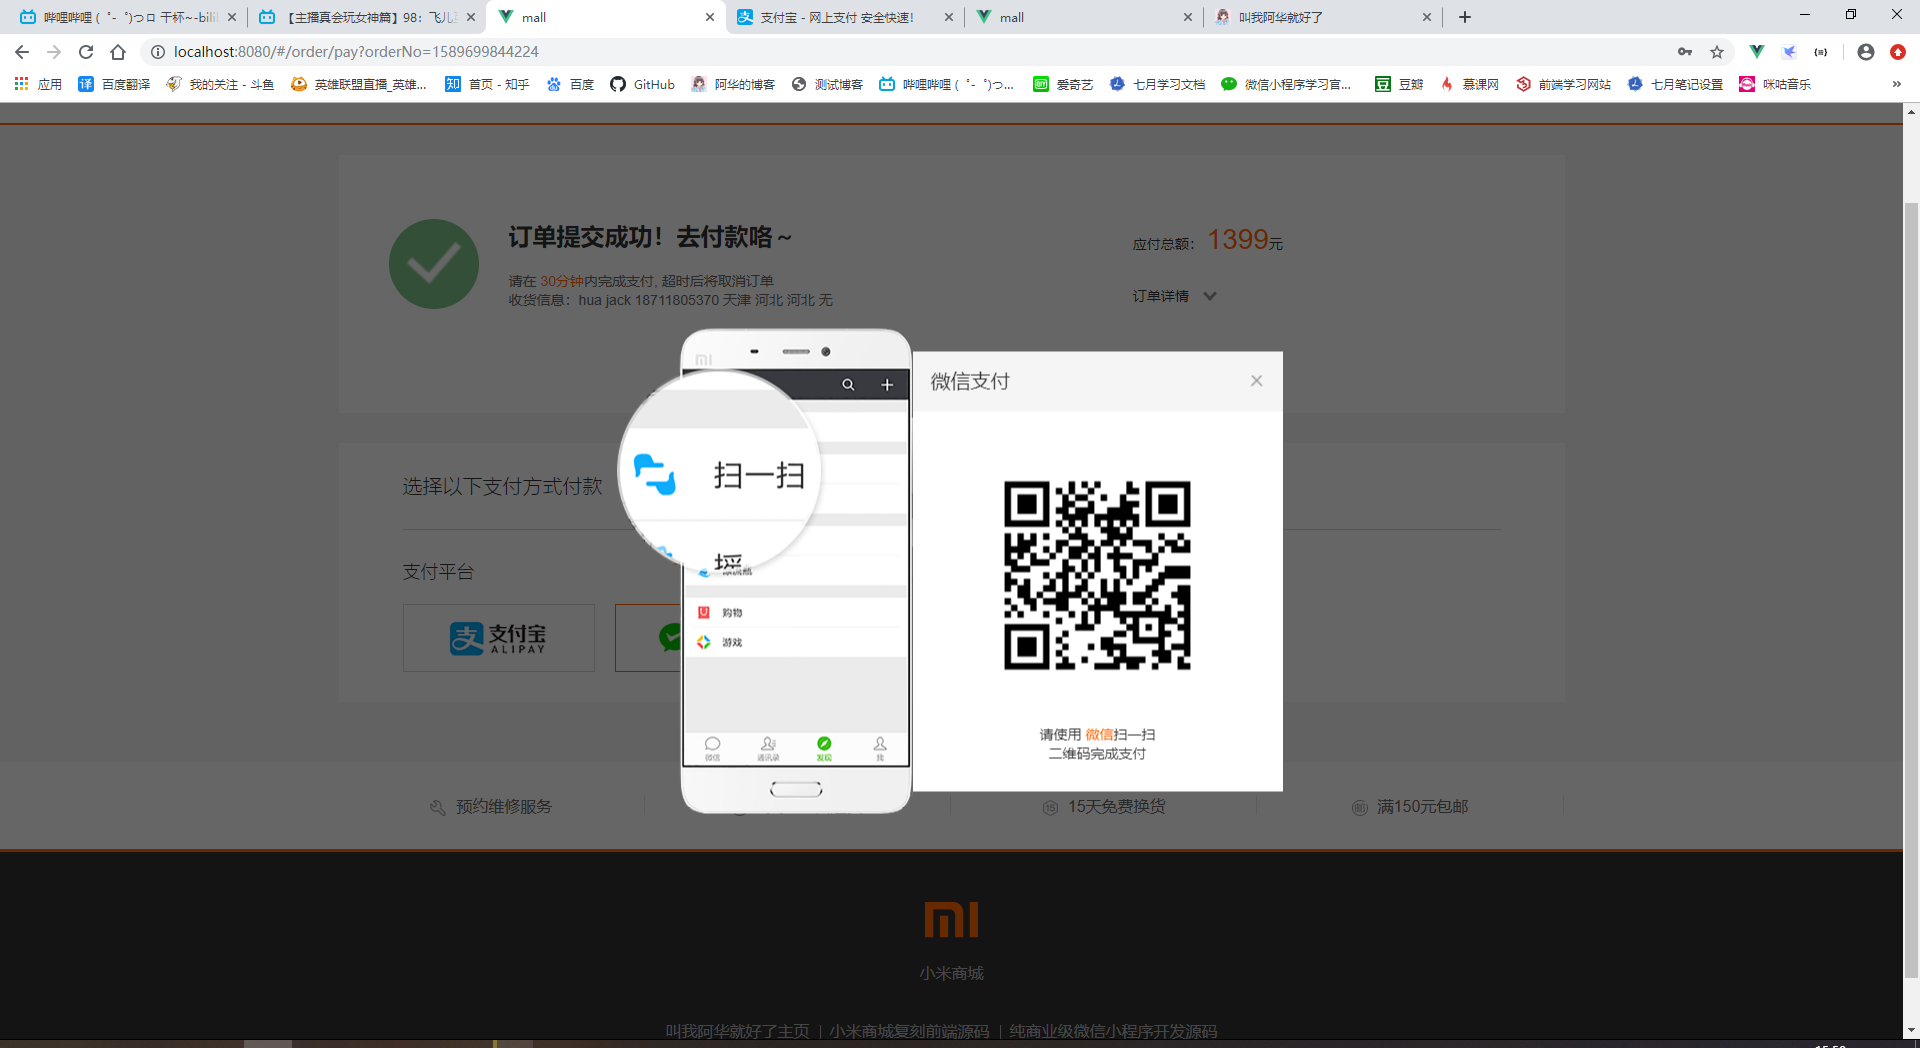 哔哩哔哩 (゜-゜)つロ 干杯~-bili
【主播真会玩女神篇】98：飞儿
mall
支付宝 - 网上支付 安全快速！
mall
叫我阿华就好了
localhost:8080/#/order/pay?orderNo=1589699844224
应用
百度翻译
我的关注 - 斗鱼
英雄联盟直播_英雄...
首页 - 知乎
百度
GitHub
阿华的博客
测试博客
哔哩哔哩 (゜-゜)つ...
爱奇艺
七月学习文档
微信小程序学习官...
豆瓣
慕课网
前端学习网站
七月笔记设置
咪咕音乐
订单提交成功！去付款咯～
应付总额： 1399元
请在 30分钟内完成支付, 超时后将取消订单
收货信息：hua jack 18711805370 天津 河北 河北 无
订单详情
微信支付
扫一扫
选择以下支付方式付款
支付平台
支付宝
ALIPAY
购物
游戏
微信
通讯录
发现
我
请使用 微信扫一扫
二维码完成支付
预约维修服务
15天免费换货
满150元包邮
小米商城
叫我阿华就好了主页 | 小米商城复刻前端源码 | 纯商业级微信小程序开发源码